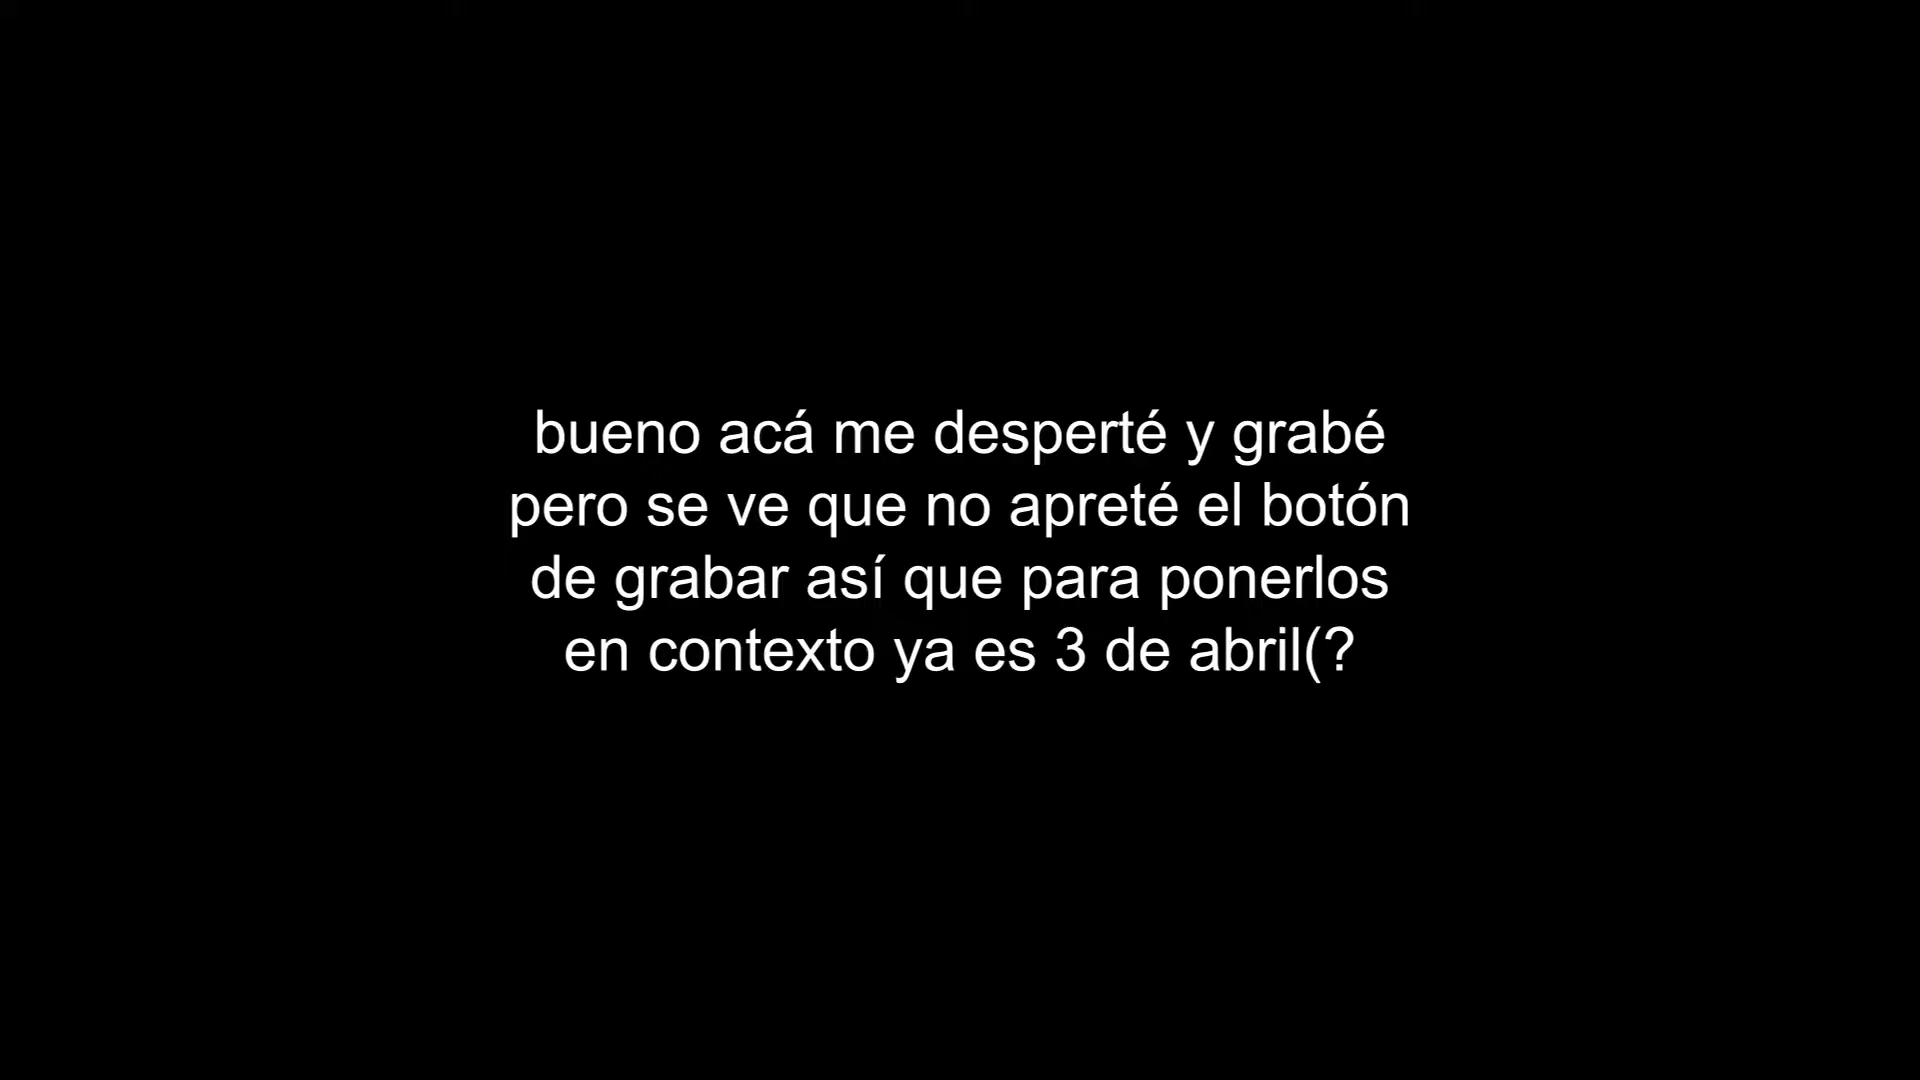 bueno acá me desperté y grabé
pero se ve que no apreté el botón
de grabar así que para ponerlos
en contexto ya es 3 de abril(?